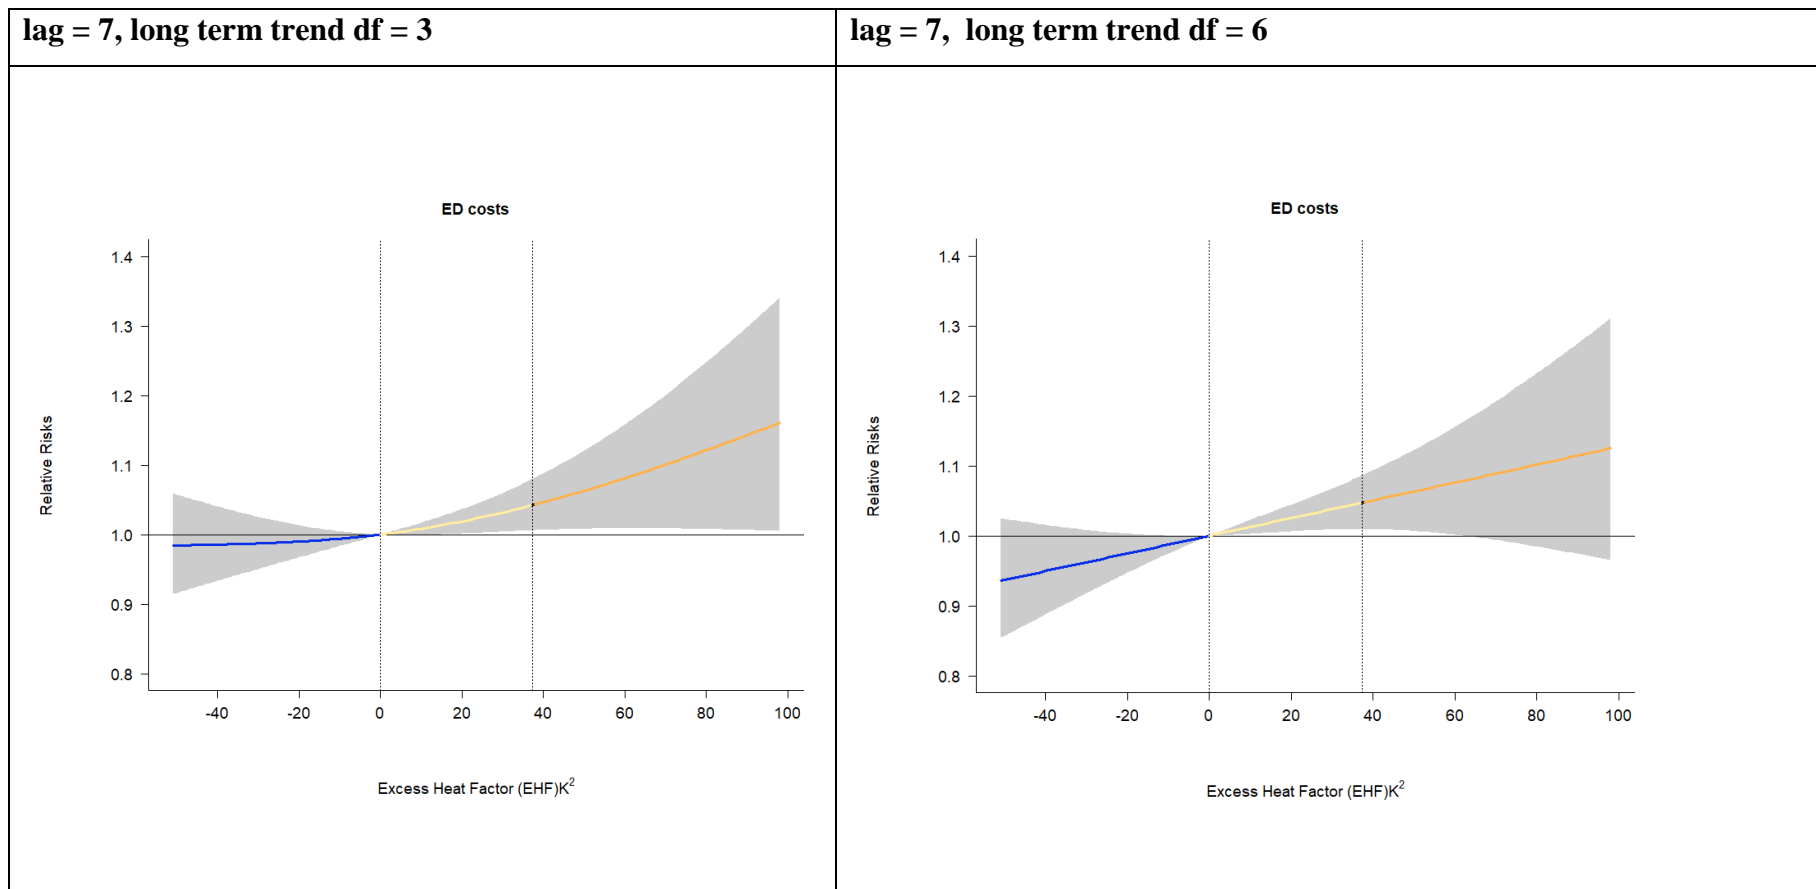 lag = 7, long term trend df = 3
lag = 7,  long term trend df = 6
ED costs
1.4
1.3
1.2
1.1
1.0
0.9
0.8
Relative Risks
-40 -20 0 20 40 60 80 100
Excess Heat Factor (EHF)K²
ED costs
1.4
1.3
1.2
1.1
1.0
0.9
0.8
Relative Risks
-40 -20 0 20 40 60 80 100
Excess Heat Factor (EHF)K²